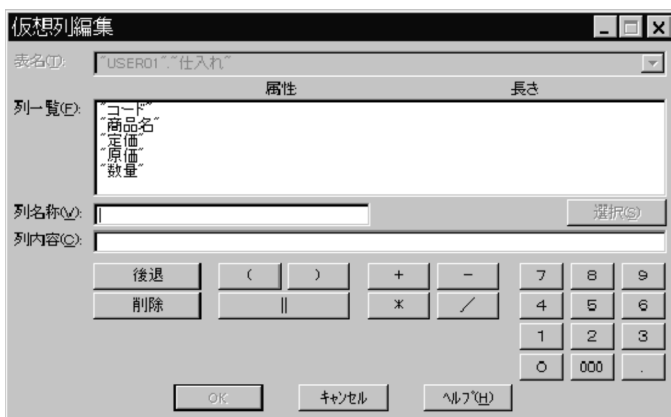 仮想列編集
表名(T): "USER01"."仕入れ"
属性 長さ
列一覧(F):
"コード"
"商品名"
"定価"
"原価"
"数量"
列名称(V): 選択(S)
列内容(C):
後退 ( ) + - 7 8 9
削除 || * / 4 5 6
1 2 3
0 000 .
OK キャンセル ヘルプ(H)